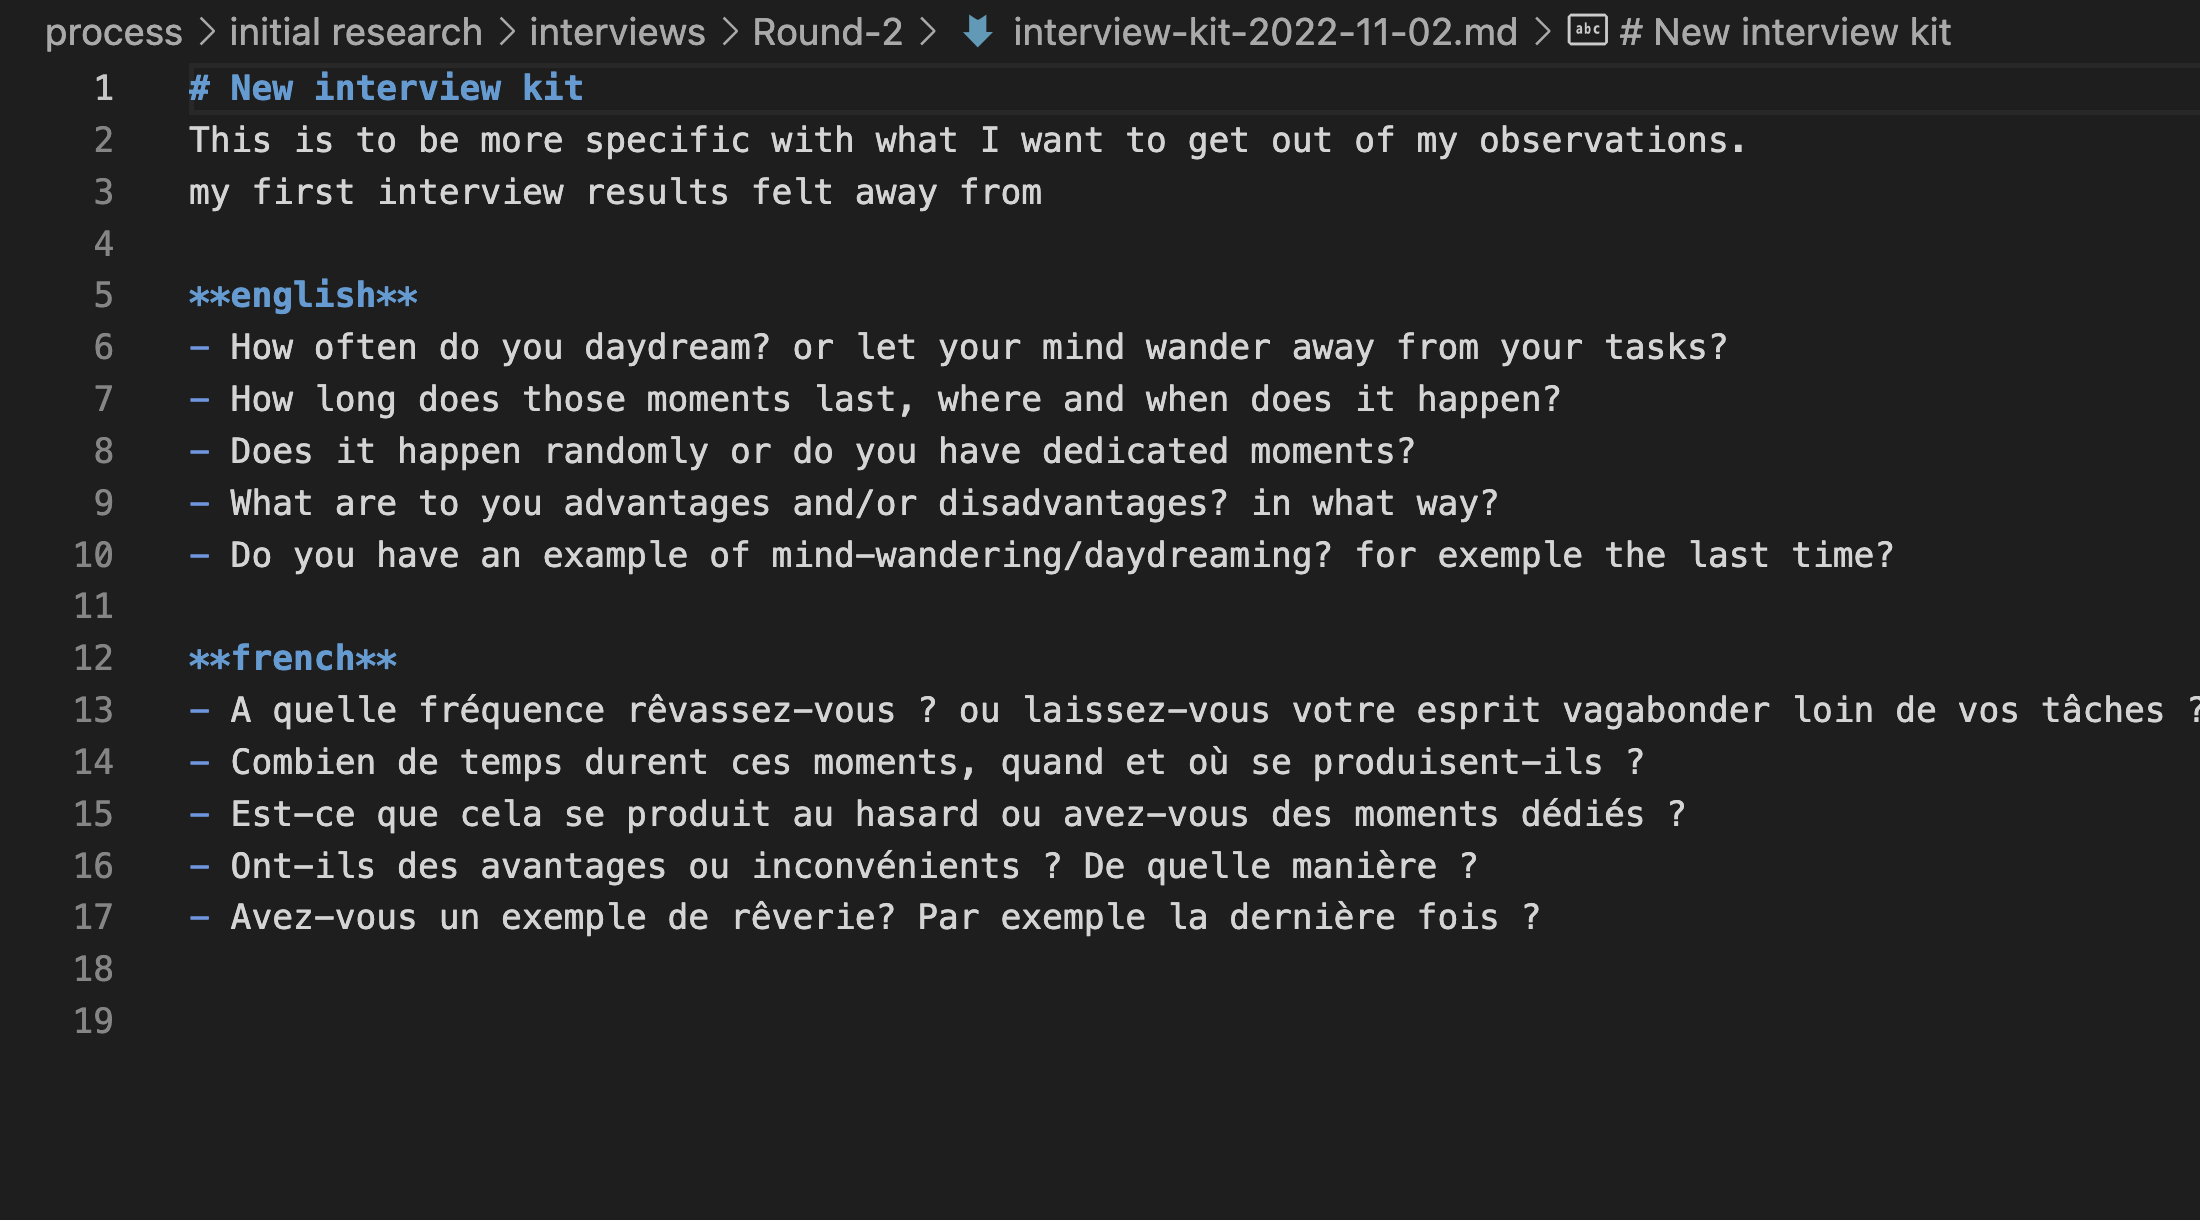 process > initial research > interviews > Round-2 > interview-kit-2022-11-02.md > abc # New interview kit
1 # New interview kit
2 This is to be more specific with what I want to get out of my observations.
3 my first interview results felt away from
4
5 **english**
6 - How often do you daydream? or let your mind wander away from your tasks?
7 - How long does those moments last, where and when does it happen?
8 - Does it happen randomly or do you have dedicated moments?
9 - What are to you advantages and/or disadvantages? in what way?
10 - Do you have an example of mind-wandering/daydreaming? for exemple the last time?
11
12 **french**
13 - A quelle fréquence rêvassez-vous ? ou laissez-vous votre esprit vagabonder loin de vos tâches ?
14 - Combien de temps durent ces moments, quand et où se produisent-ils ?
15 - Est-ce que cela se produit au hasard ou avez-vous des moments dédiés ?
16 - Ont-ils des avantages ou inconvénients ? De quelle manière ?
17 - Avez-vous un exemple de rêverie? Par exemple la dernière fois ?
18
19